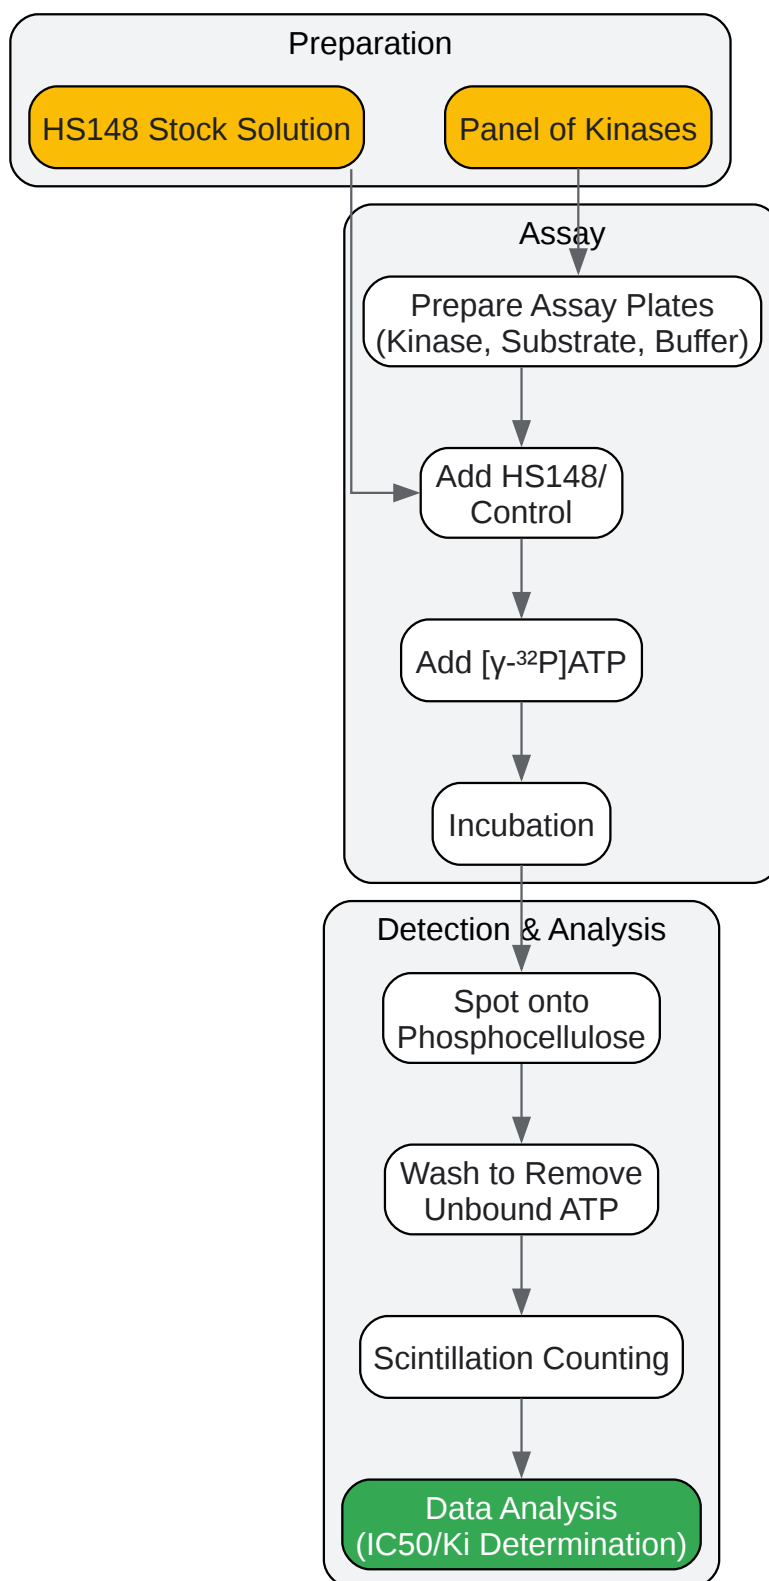 Preparation
HS148 Stock Solution
Panel of Kinases
Assay
Prepare Assay Plates
(Kinase, Substrate, Buffer)
Add HS148/
Control
Add [γ-³²P]ATP
Incubation
Detection & Analysis
Spot onto
Phosphocellulose
Wash to Remove
Unbound ATP
Scintillation Counting
Data Analysis
(IC50/Ki Determination)